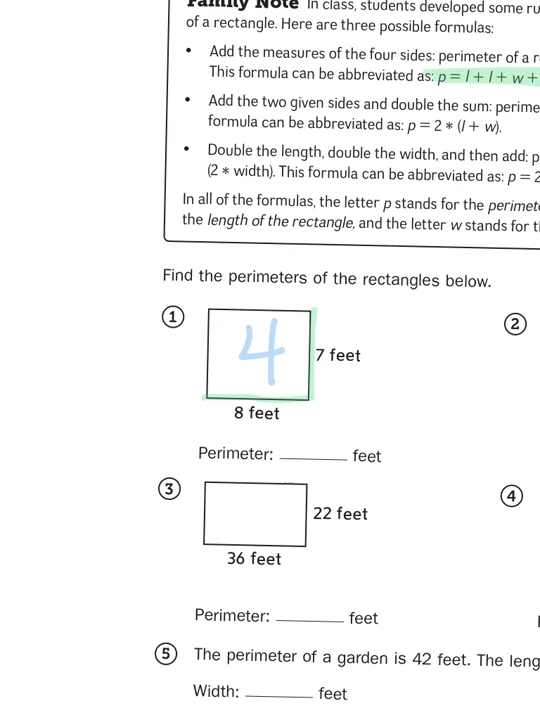 Family Note In class, students developed some ru
of a rectangle. Here are three possible formulas:
• Add the measures of the four sides: perimeter of a r
This formula can be abbreviated as: p = l + l + w +
• Add the two given sides and double the sum: perime
formula can be abbreviated as: p = 2 * (l + w).
• Double the length, double the width, and then add: p
(2 * width). This formula can be abbreviated as: p = 2
In all of the formulas, the letter p stands for the perimet
the length of the rectangle, and the letter w stands for t
Find the perimeters of the rectangles below.
① ②
4
7 feet
8 feet
Perimeter: ______ feet
③ ④
22 feet
36 feet
Perimeter: ______ feet
⑤ The perimeter of a garden is 42 feet. The leng
Width: ______ feet